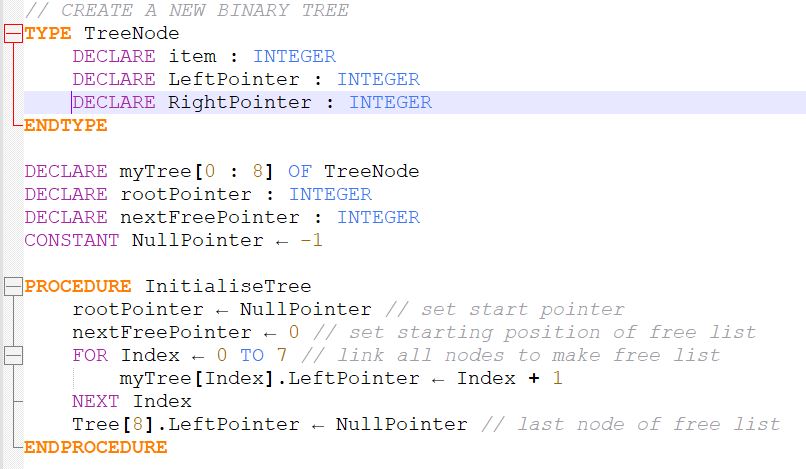 // CREATE A NEW BINARY TREE
TYPE TreeNode
    DECLARE item : INTEGER
    DECLARE LeftPointer : INTEGER
    DECLARE RightPointer : INTEGER
ENDTYPE

DECLARE myTree[0 : 8] OF TreeNode
DECLARE rootPointer : INTEGER
DECLARE nextFreePointer : INTEGER
CONSTANT NullPointer ← -1

PROCEDURE InitialiseTree
    rootPointer ← NullPointer // set start pointer
    nextFreePointer ← 0 // set starting position of free list
    FOR Index ← 0 TO 7 // link all nodes to make free list
        myTree[Index].LeftPointer ← Index + 1
    NEXT Index
    Tree[8].LeftPointer ← NullPointer // last node of free list
ENDPROCEDURE